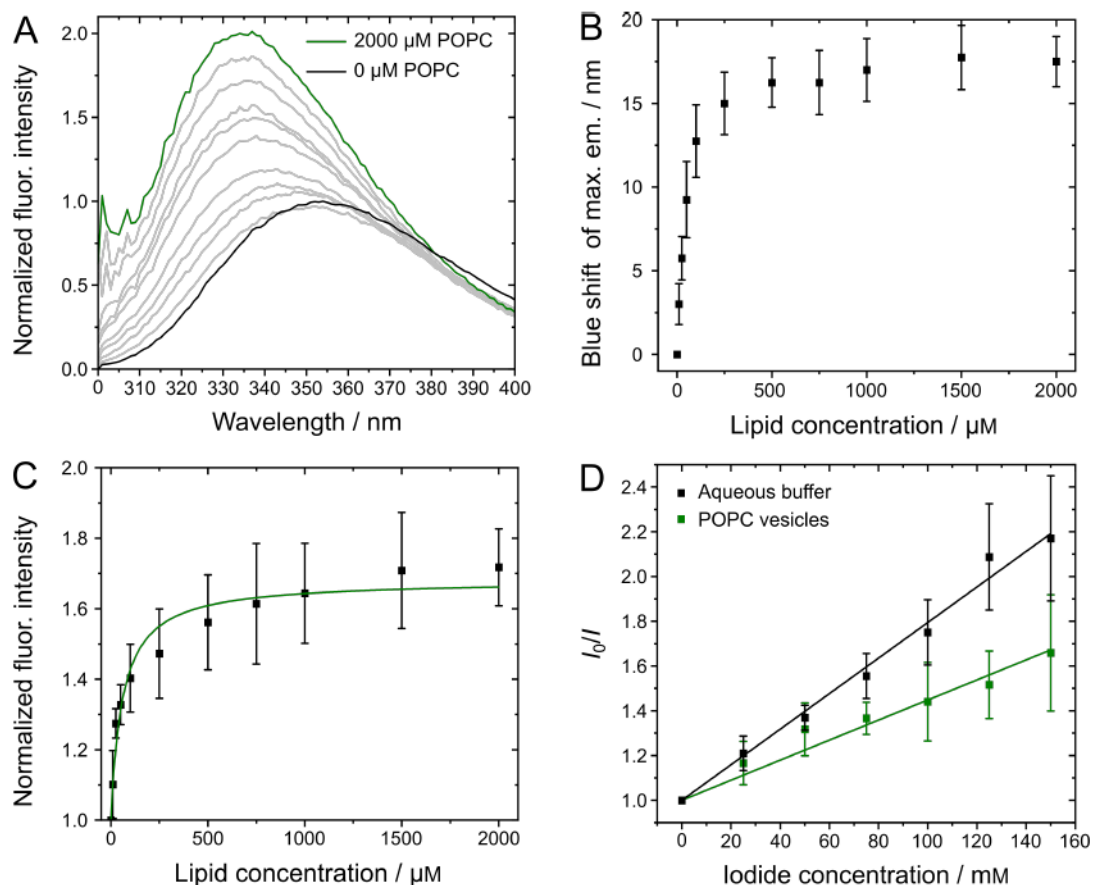 A
Normalized fluor. intensity
2.0
1.5
1.0
0.5
0.0
2000 µM POPC
0 µM POPC
0 310 320 330 340 350 360 370 380 390 400
Wavelength / nm
B
Blue shift of max. em. / nm
20
15
10
5
0
0 500 1000 1500 2000
Lipid concentration / µM
C
Normalized fluor. intensity
2.0
1.8
1.6
1.4
1.2
1.0
0 500 1000 1500 2000
Lipid concentration / µM
D
I0/I
2.4
2.2
2.0
1.8
1.6
1.4
1.2
1.0
Aqueous buffer
POPC vesicles
0 20 40 60 80 100 120 140 160
Iodide concentration / mM